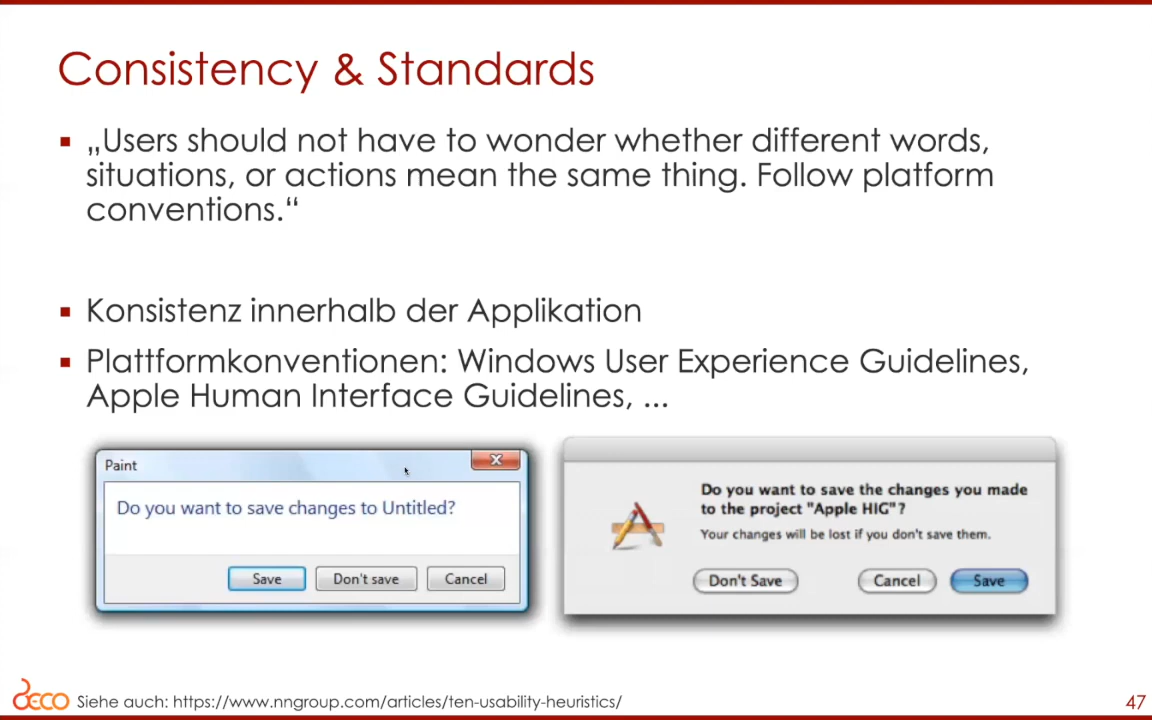 Consistency & Standards
„Users should not have to wonder whether different words,
situations, or actions mean the same thing. Follow platform
conventions.“
Konsistenz innerhalb der Applikation
Plattformkonventionen: Windows User Experience Guidelines,
Apple Human Interface Guidelines, ...
Paint
Do you want to save changes to Untitled?
Save Don't save Cancel
Do you want to save the changes you made
to the project "Apple HIG"?
Your changes will be lost if you don't save them.
Don't Save Cancel Save
DECO Siehe auch: https://www.nngroup.com/articles/ten-usability-heuristics/ 47